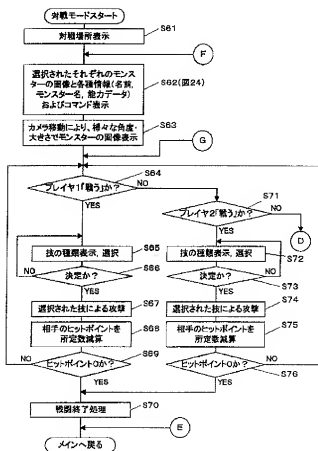 対戦モードスタート
S61
対戦場所表示
F
選択されたそれぞれのモンス
ターの画像と各種情報(名前,
モンスター名, 能力データ)
およびコマンド表示
S62(図24)
カメラ移動により、様々な角度・
大きさでモンスターの画像表示
S63
G
S64
プレイヤ1「戦う」か?
NO
YES
S71
プレイヤ2「戦う」か?
NO
YES
D
技の種類表示, 選択
S65
技の種類表示, 選択
S72
決定か?
S66
NO
YES
決定か?
S73
NO
YES
選択された技による攻撃
S67
選択された技による攻撃
S74
相手のヒットポイントを
所定数減算
S68
相手のヒットポイントを
所定数減算
S75
ヒットポイント0か?
S69
NO
YES
ヒットポイント0か?
S76
NO
YES
戦闘終了処理
S70
E
メインへ戻る